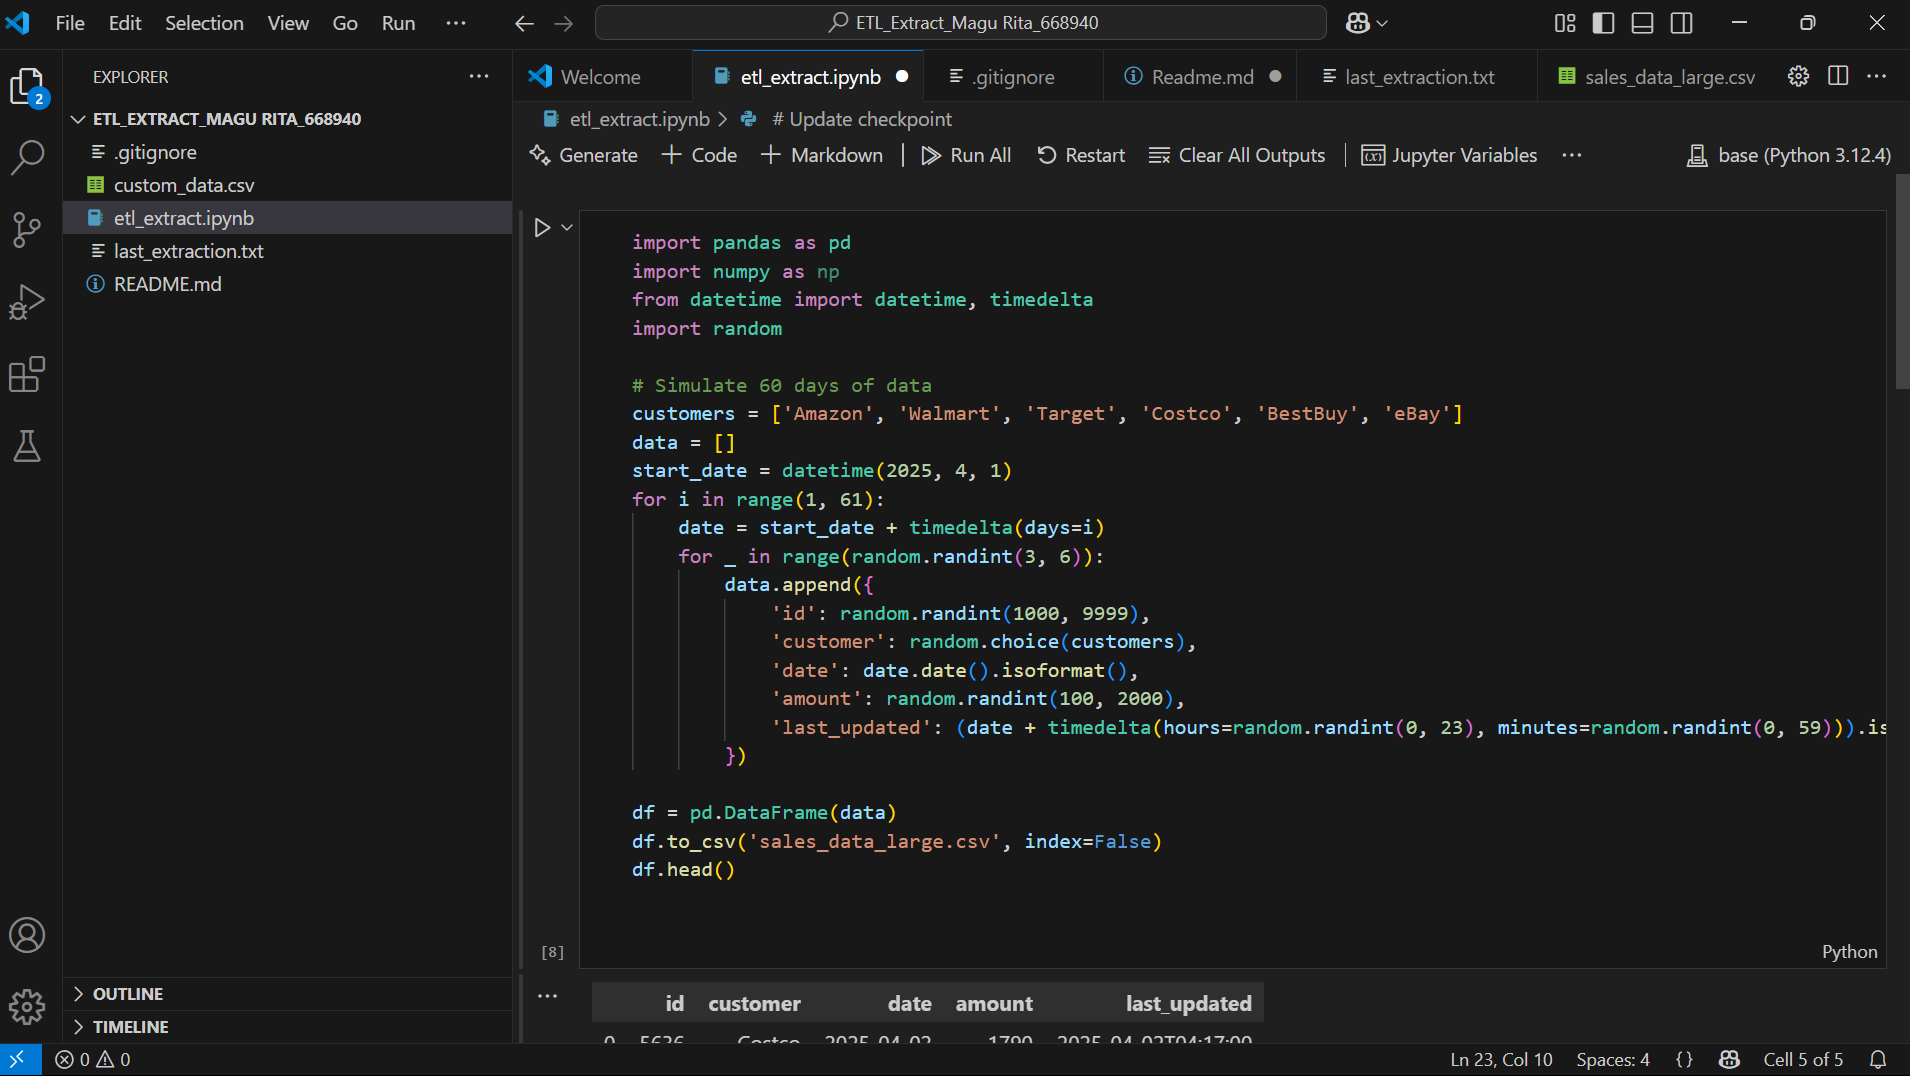 File Edit Selection View Go Run ···
ETL_Extract_Magu Rita_668940
EXPLORER
2
ETL_EXTRACT_MAGU RITA_668940
.gitignore
custom_data.csv
etl_extract.ipynb
last_extraction.txt
README.md
OUTLINE
TIMELINE
Welcome etl_extract.ipynb .gitignore Readme.md last_extraction.txt sales_data_large.csv
etl_extract.ipynb > # Update checkpoint
Generate + Code + Markdown | Run All Restart Clear All Outputs | Jupyter Variables ··· base (Python 3.12.4)
import pandas as pd
import numpy as np
from datetime import datetime, timedelta
import random
# Simulate 60 days of data
customers = ['Amazon', 'Walmart', 'Target', 'Costco', 'BestBuy', 'eBay']
data = []
start_date = datetime(2025, 4, 1)
for i in range(1, 61):
    date = start_date + timedelta(days=i)
    for _ in range(random.randint(3, 6)):
        data.append({
            'id': random.randint(1000, 9999),
            'customer': random.choice(customers),
            'date': date.date().isoformat(),
            'amount': random.randint(100, 2000),
            'last_updated': (date + timedelta(hours=random.randint(0, 23), minutes=random.randint(0, 59))).is
        })
df = pd.DataFrame(data)
df.to_csv('sales_data_large.csv', index=False)
df.head()
[8]
Python
id customer date amount last_updated
0 5636 Costco 2025-04-02 1790 2025-04-02T04:17:00
0 0 Ln 23, Col 10 Spaces: 4 {} Cell 5 of 5